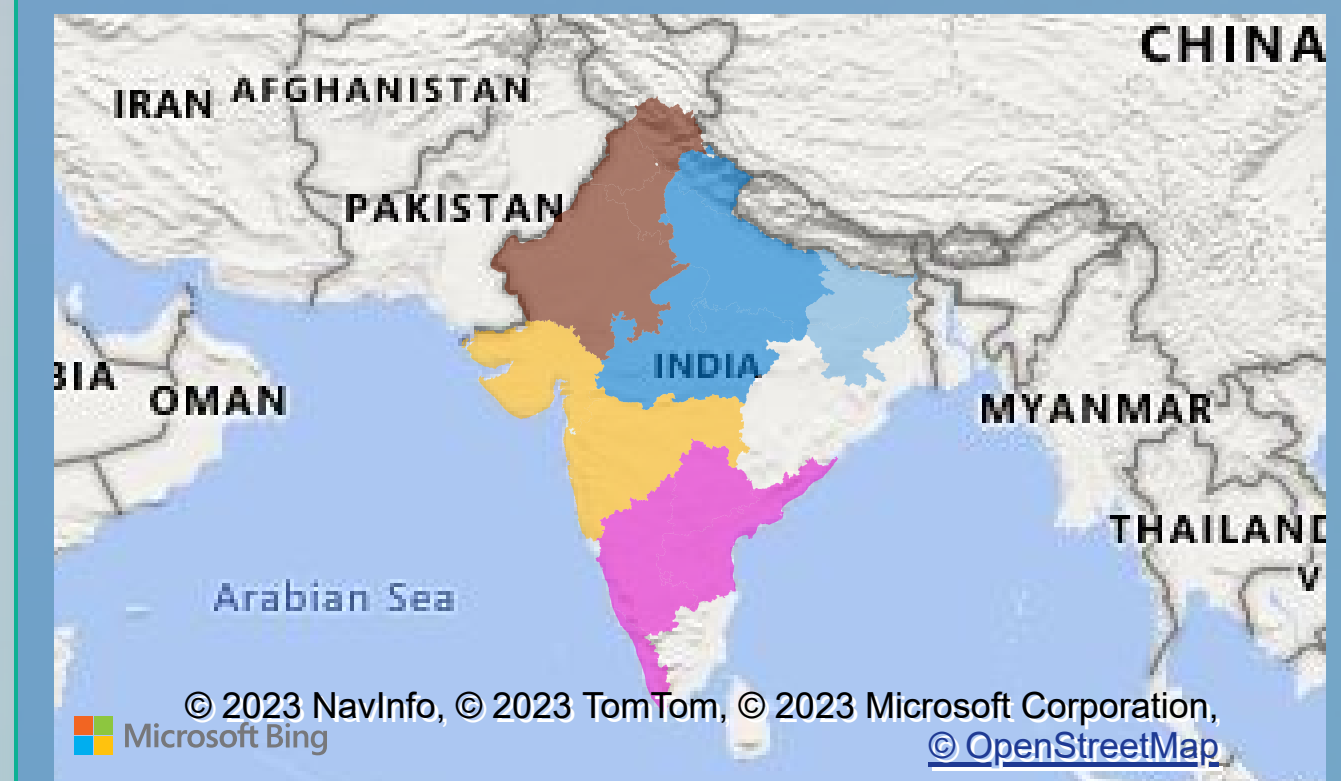 CHINA
IRAN AFGHANISTAN
PAKISTAN
INDIA
BIA
OMAN
MYANMAR
THAILAND
V
Arabian Sea
© 2023 NavInfo, © 2023 TomTom, © 2023 Microsoft Corporation,
Microsoft Bing
© OpenStreetMap